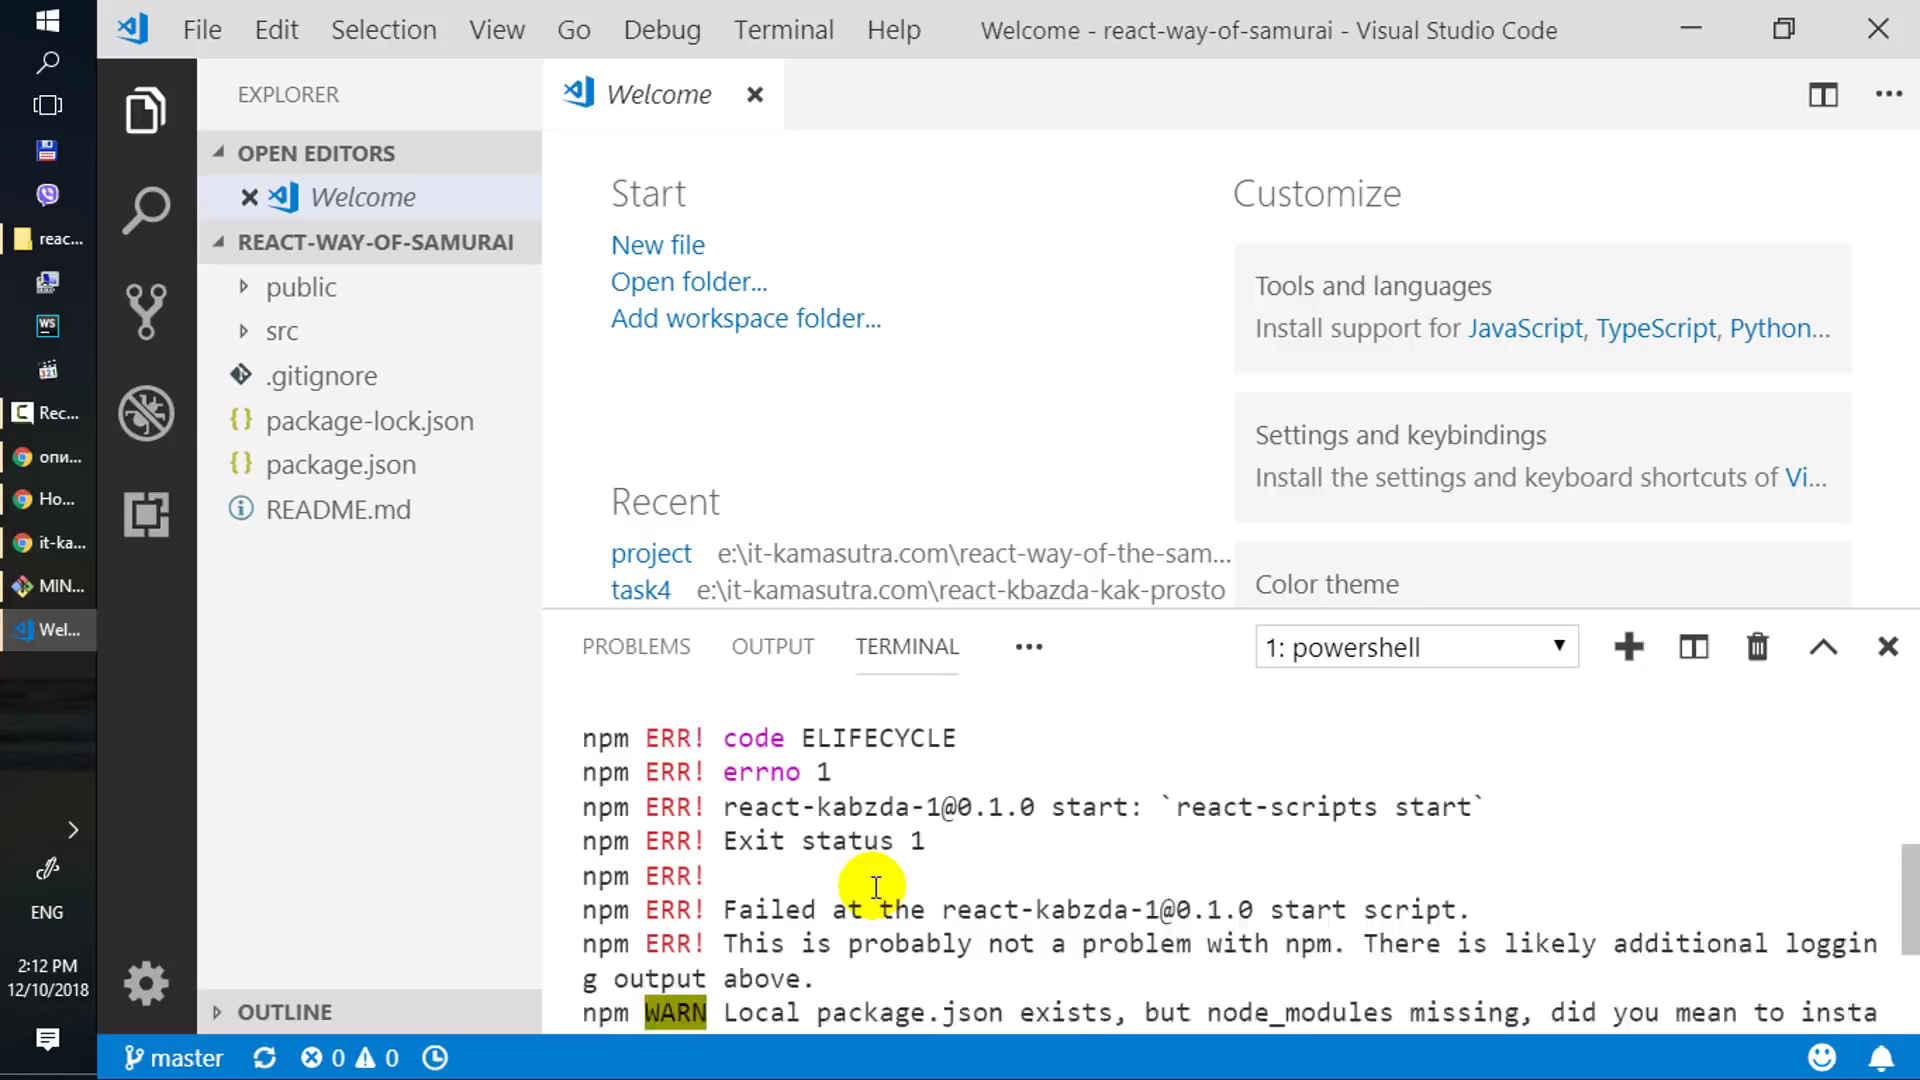 File Edit Selection View Go Debug Terminal Help Welcome - react-way-of-samurai - Visual Studio Code
EXPLORER
OPEN EDITORS
Welcome
REACT-WAY-OF-SAMURAI
public
src
.gitignore
package-lock.json
package.json
README.md
OUTLINE
Welcome
Start
New file
Open folder...
Add workspace folder...
Recent
project e:\it-kamasutra.com\react-way-of-the-sam...
task4 e:\it-kamasutra.com\react-kbazda-kak-prosto
Customize
Tools and languages
Install support for JavaScript, TypeScript, Python...
Settings and keybindings
Install the settings and keyboard shortcuts of Vi...
Color theme
PROBLEMS OUTPUT TERMINAL ... 1: powershell
npm ERR! code ELIFECYCLE
npm ERR! errno 1
npm ERR! react-kabzda-1@0.1.0 start: `react-scripts start`
npm ERR! Exit status 1
npm ERR!
npm ERR! Failed at the react-kabzda-1@0.1.0 start script.
npm ERR! This is probably not a problem with npm. There is likely additional loggin
g output above.
npm WARN Local package.json exists, but node_modules missing, did you mean to insta
reac...
WS
321
Rec...
опи...
Но...
it-ka...
MIN...
Wel...
ENG
2:12 PM
12/10/2018
master 0 0